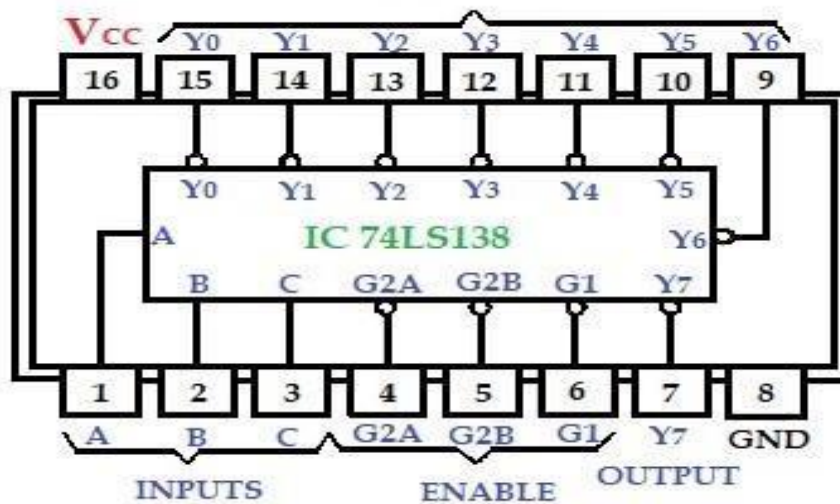 Vcc Y0 Y1 Y2 Y3 Y4 Y5 Y6
16 15 14 13 12 11 10 9
Y0 Y1 Y2 Y3 Y4 Y5
A IC 74LS138 Y6
B C G2A G2B G1 Y7
1 2 3 4 5 6 7 8
A B C G2A G2B G1 Y7 GND
INPUTS ENABLE OUTPUT